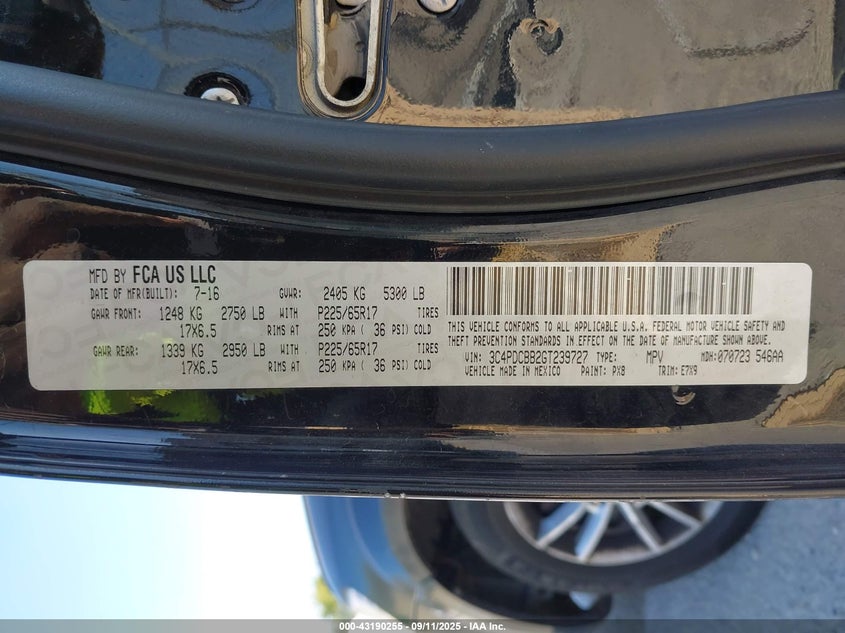 MFD BY FCA US LLC
DATE OF MFR(BUILT): 7-16 GVWR: 2405 KG 5300 LB
GAWR FRONT: 1248 KG 2750 LB WITH P225/65R17 TIRES
17X6.5 RIMS AT 250 KPA ( 36 PSI) COLD
GAWR REAR: 1339 KG 2950 LB WITH P225/65R17 TIRES
17X6.5 RIMS AT 250 KPA ( 36 PSI) COLD
THIS VEHICLE CONFORMS TO ALL APPLICABLE U.S.A. FEDERAL MOTOR VEHICLE
SAFETY, BUMPER, AND THEFT PREVENTION STANDARDS IN EFFECT ON THE DATE OF
MANUFACTURE SHOWN ABOVE.
VIN: 3C4PDCBB2GT239727 TYPE: MPV MDH: 070723 546AA
VEHICLE MADE IN MEXICO PAINT: PX8 TRIM: E7X9
000-43190255 - 09/11/2025 - IAA Inc.